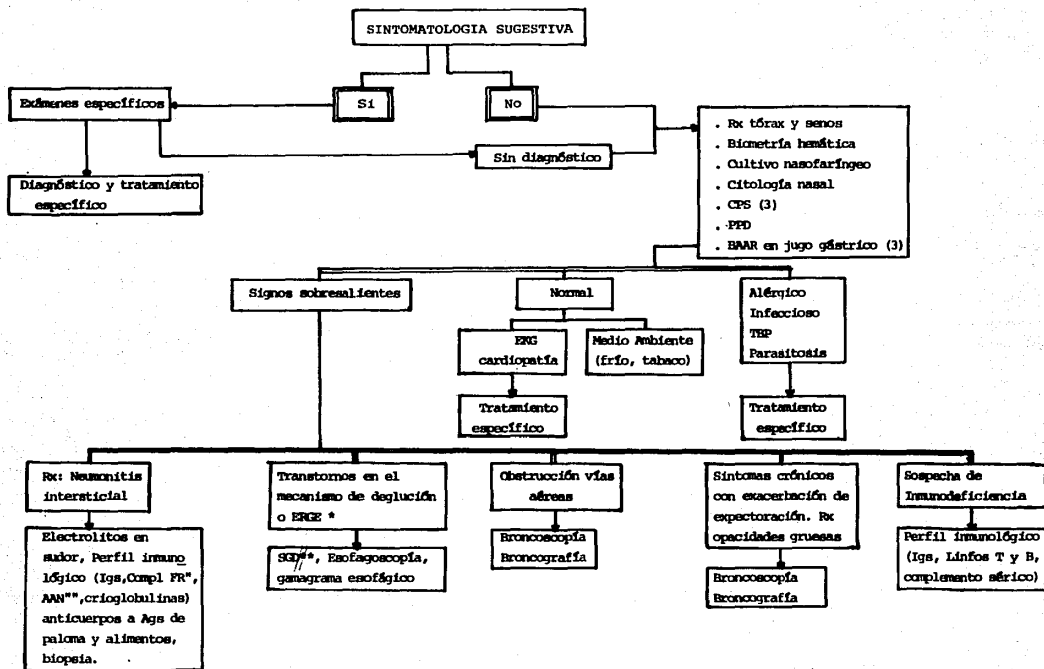 SINTOMATOLOGIA SUGESTIVA
Sí
No
Exámenes específicos
Sin diagnóstico
Diagnóstico y tratamiento
específico
. Rx tórax y senos
. Biometría hemática
. Cultivo nasofaríngeo
. Citología nasal
. CPS (3)
. PPD
. BAAR en jugo gástrico (3)
Signos sobresalientes
Normal
Alérgico
Infeccioso
TBP
Parasitosis
EKG
cardiopatía
Medio Ambiente
(frío, tabaco)
Tratamiento
específico
Tratamiento
específico
Rx: Neumonitis
intersticial
Transtornos en el
mecanismo de deglución
o ERGE *
Obstrucción vías
aéreas
Síntomas crónicos
con exacerbación de
expectoración. Rx
opacidades gruesas
Sospecha de
Inmunodeficiencia
Electrolitos en
sudor, Perfil inmuno
lógico (Igs,Compl FR",
AAN"",crioglobulinas)
anticuerpos a Ags de
paloma y alimentos,
biopsia.
SGD**, Esofagoscopía,
gamagrama esofágico
Broncoscopía
Broncografía
Broncoscopía
Broncografía
Perfil inmunológico
(Igs, Linfos T y B,
complemento sérico)